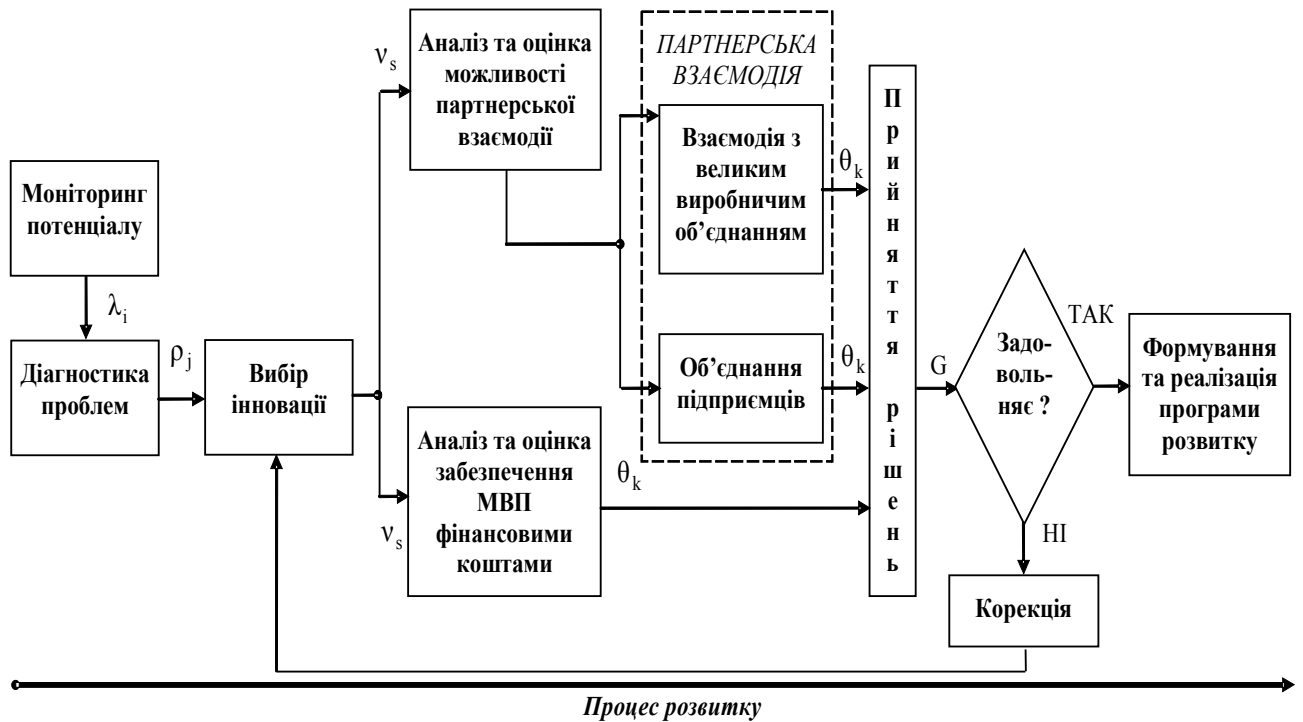 Моніторинг
потенціалу
λi
Діагностика
проблем
ρj
Вибір
інновації
νs
Аналіз та оцінка
можливості
партнерської
взаємодії
νs
Аналіз та оцінка
забезпечення
МВП
фінансовими
коштами
ПАРТНЕРСЬКА
ВЗАЄМОДІЯ
Взаємодія з
великим
виробничим
об’єднанням
θk
Об’єднання
підприємців
θk
θk
Прийняття рішень
G
Задо-
воль-
няє ?
ТАК
Формування
та реалізація
програми
розвитку
НІ
Корекція
Процес розвитку